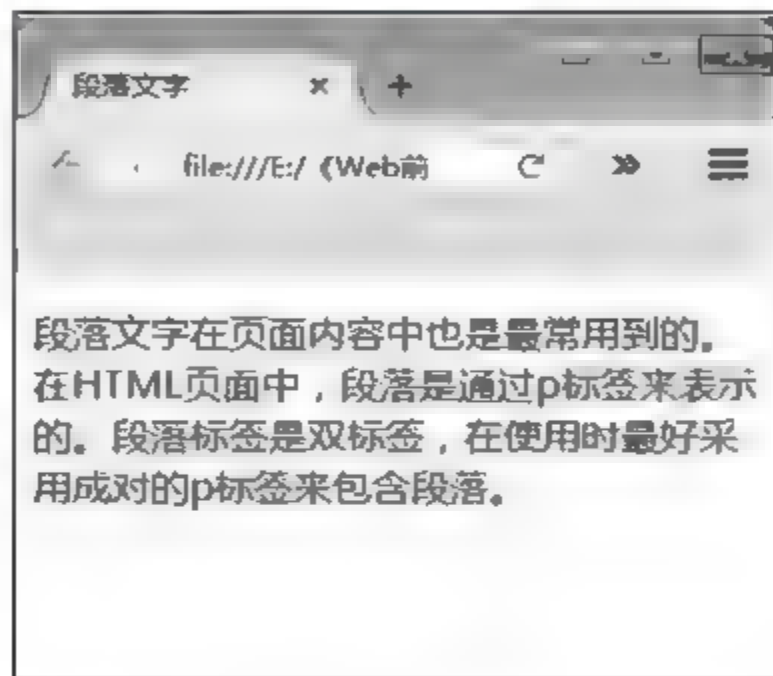 段落文字
file:///E:/《Web前
段落文字在页面内容中也是最常用到的。
在HTML页面中，段落是通过p标签来表示
的。段落标签是双标签，在使用时最好采
用成对的p标签来包含段落。